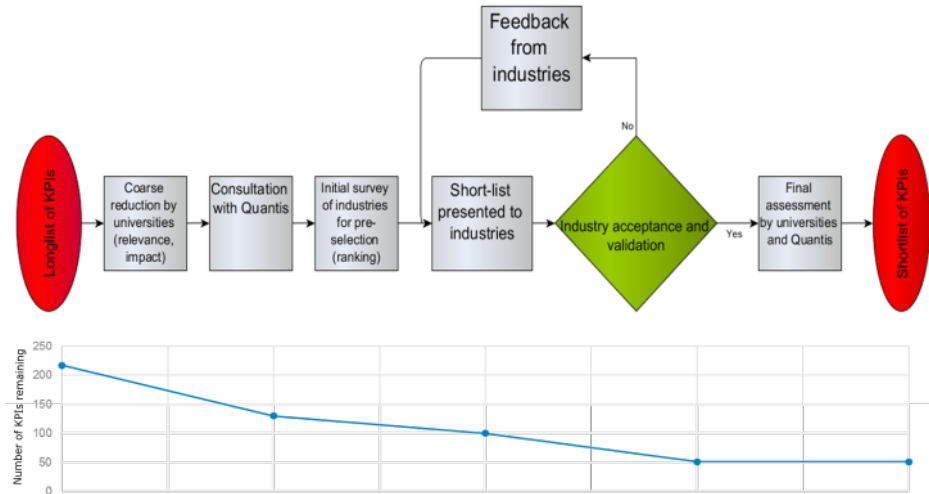 Feedback
from
industries
No
Longlist of KPIs
Coarse
reduction by
universities
(relevance,
impact)
Consultation
with Quantis
Initial survey
of industries
for pre-
selection
(ranking)
Short-list
presented to
industries
Industry acceptance and
validation
Yes
Final
assessment
by universities
and Quantis
Shortlist of KPIs
Number of KPIs remaining
250
200
150
100
50
0